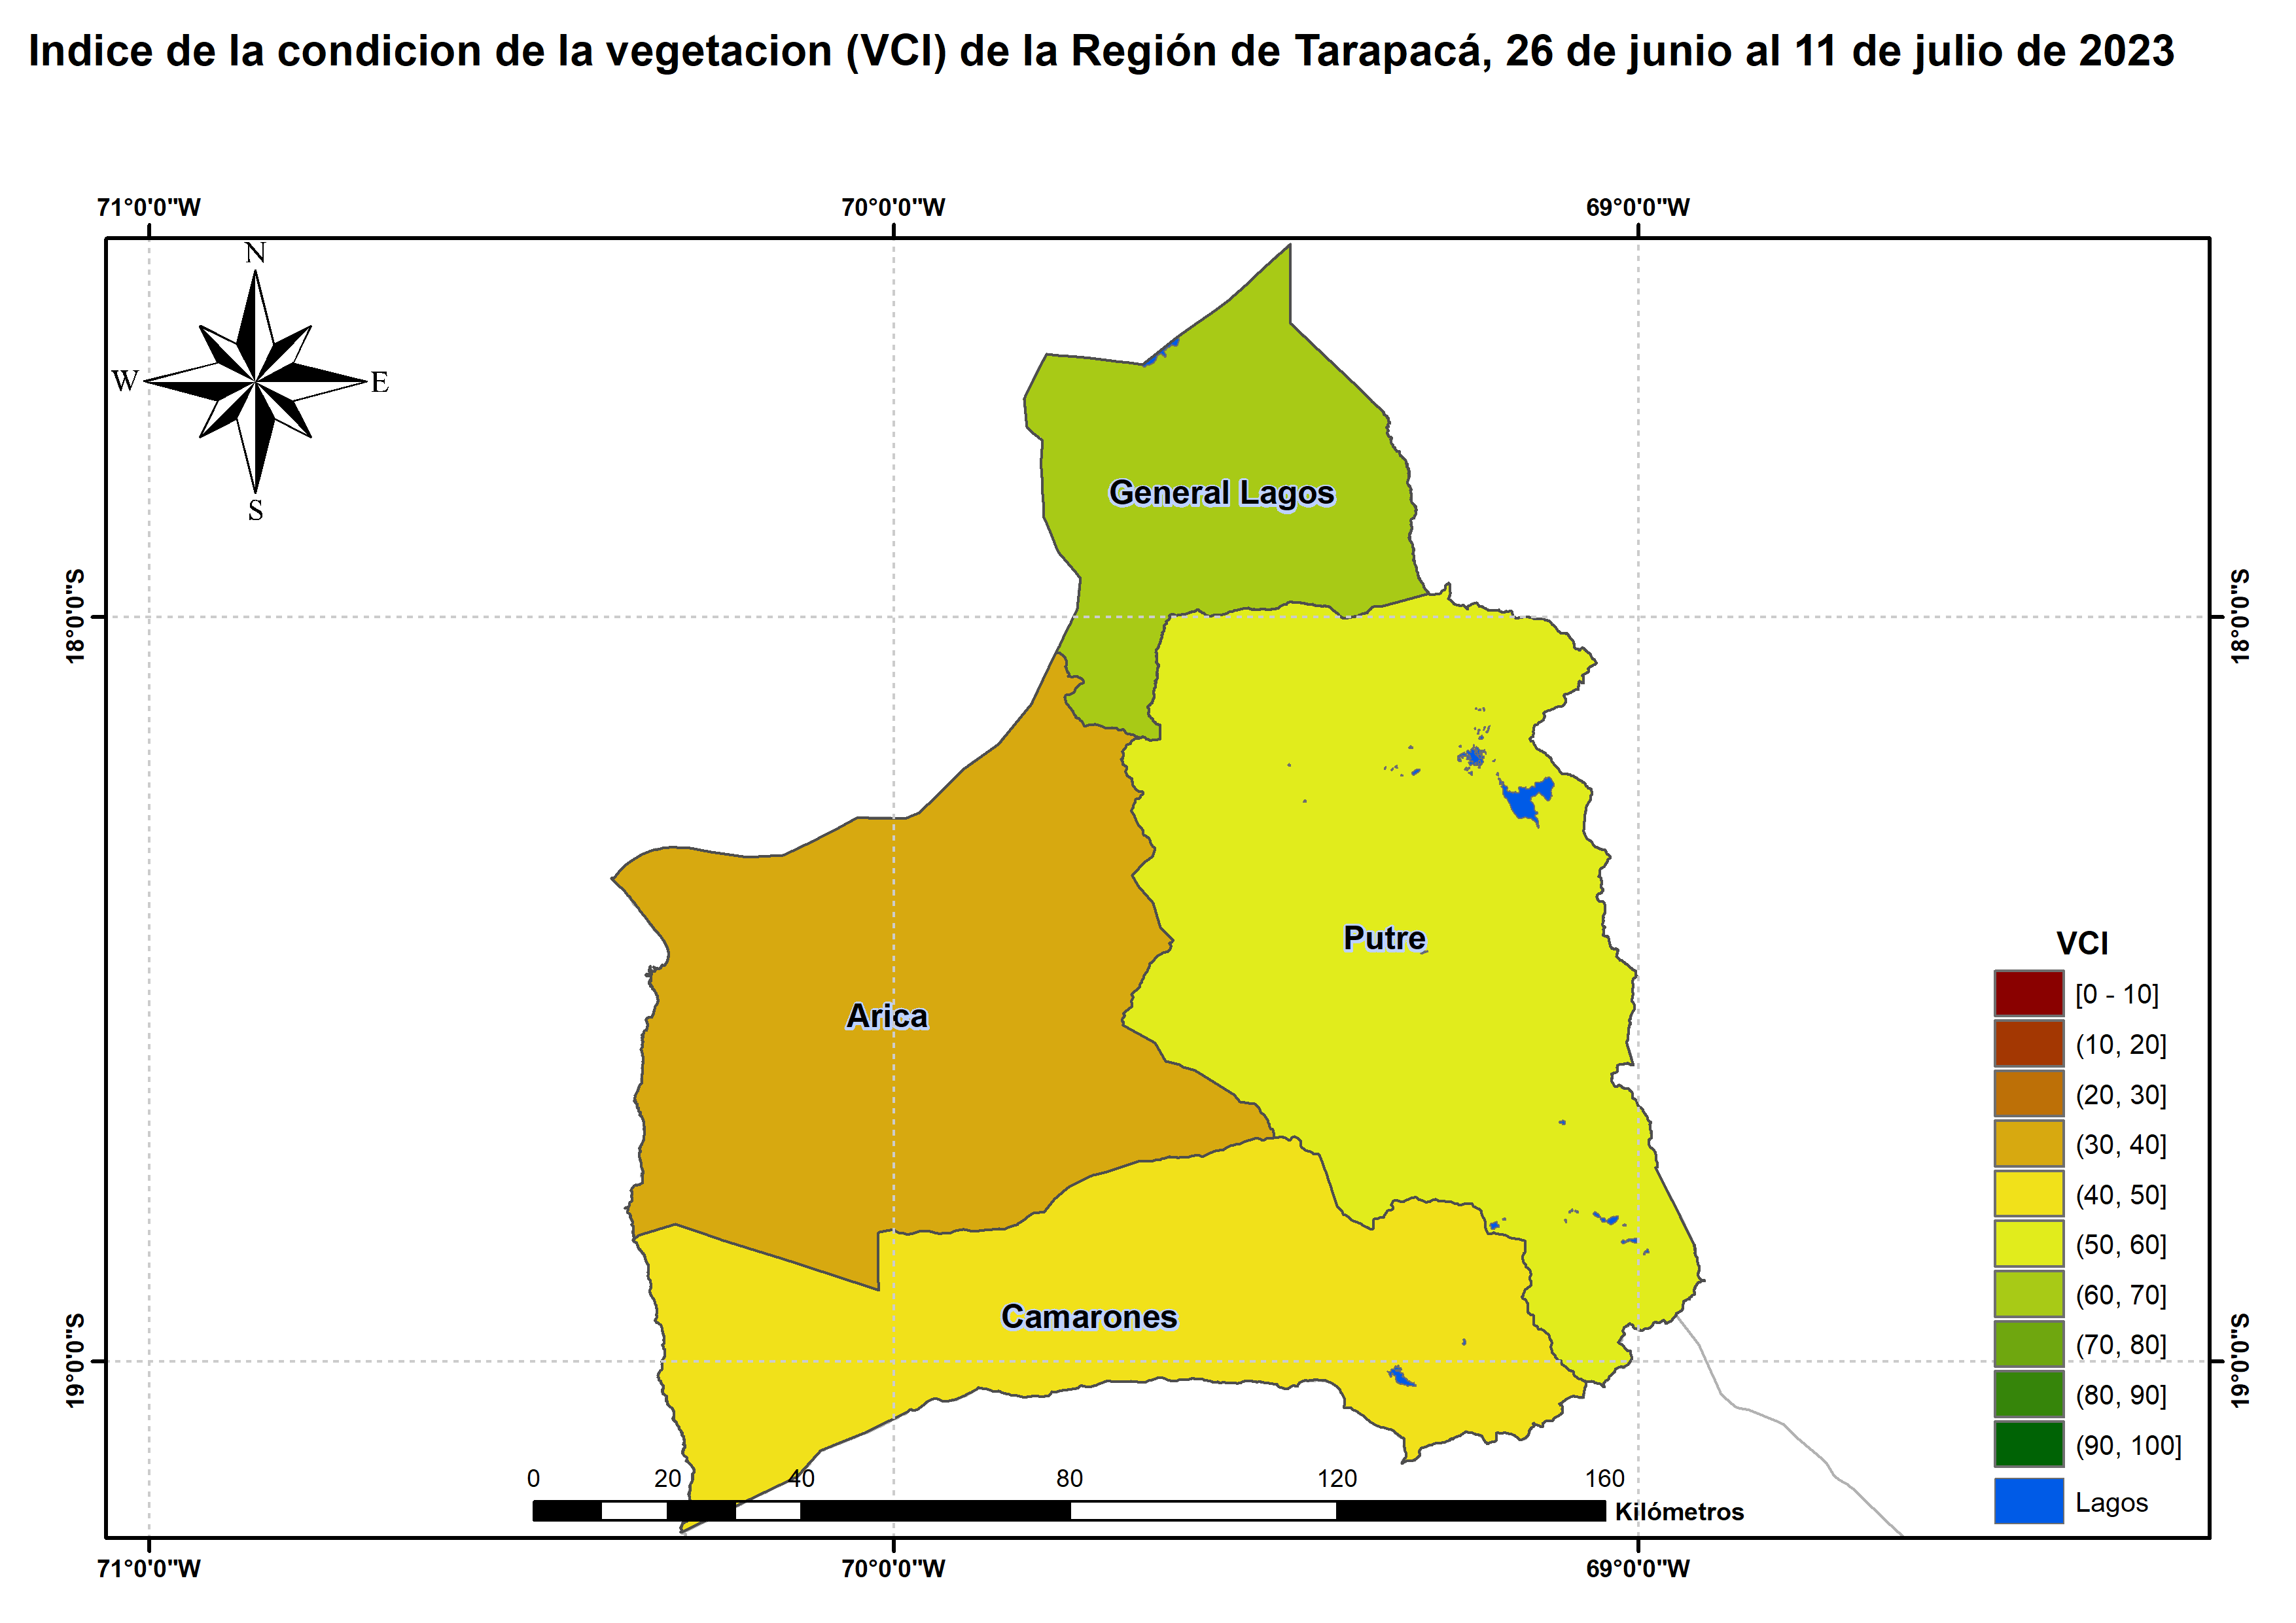 Indice de la condicion de la vegetacion (VCI) de la Región de Tarapacá, 26 de junio al 11 de julio de 2023
71°0'0"W
70°0'0"W
69°0'0"W
N
W
E
S
18°0'0"S
18°0'0"S
19°0'0"S
19°0'0"S
General Lagos
Putre
Arica
Camarones
VCI
[0 - 10]
(10, 20]
(20, 30]
(30, 40]
(40, 50]
(50, 60]
(60, 70]
(70, 80]
(80, 90]
(90, 100]
Lagos
0 20 40 80 120 160
Kilómetros
71°0'0"W
70°0'0"W
69°0'0"W